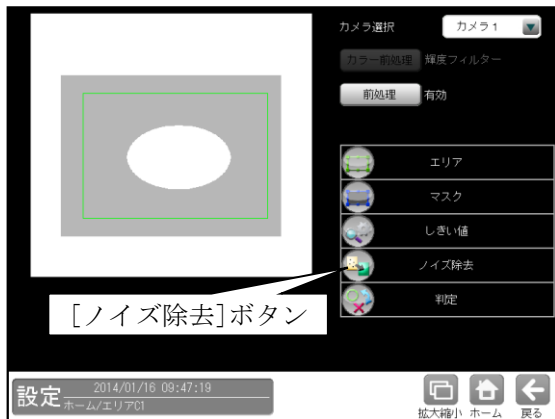 カメラ選択 カメラ1
カラー前処理 輝度フィルター
前処理 有効
エリア
マスク
しきい値
ノイズ除去
判定
[ノイズ除去]ボタン
設定 2014/01/16 09:47:19
ホーム/エリアC1
拡大縮小 ホーム 戻る